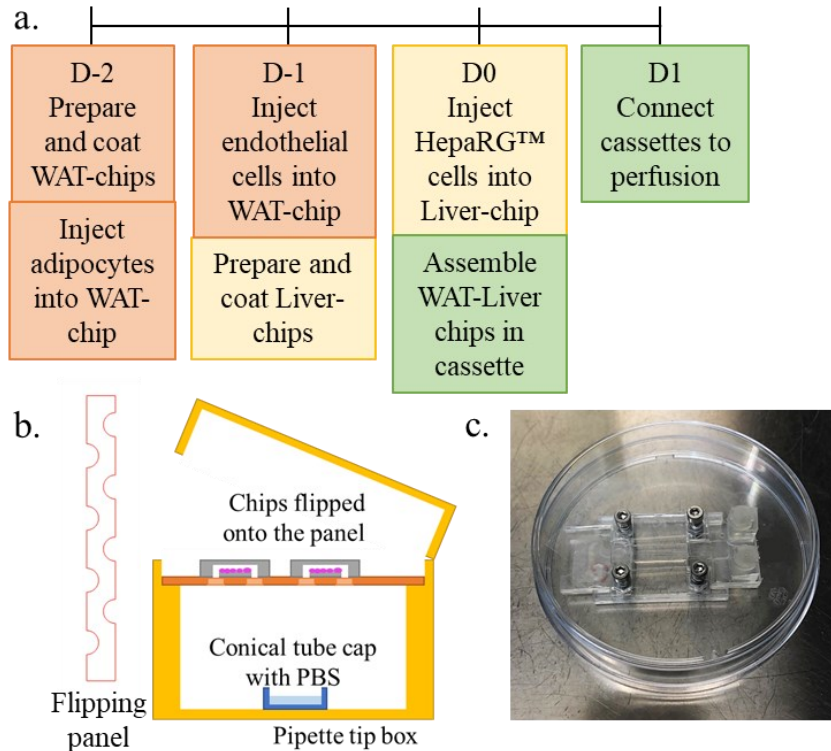 a.
D-2
Prepare
and coat
WAT-chips
Inject
adipocytes
into WAT-
chip
D-1
Inject
endothelial
cells into
WAT-chip
Prepare and
coat Liver-
chips
D0
Inject
HepaRG™
cells into
Liver-chip
Assemble
WAT-Liver
chips in
cassette
D1
Connect
cassettes to
perfusion
b.
Flipping
panel
Chips flipped
onto the panel
Conical tube cap
with PBS
Pipette tip box
c.